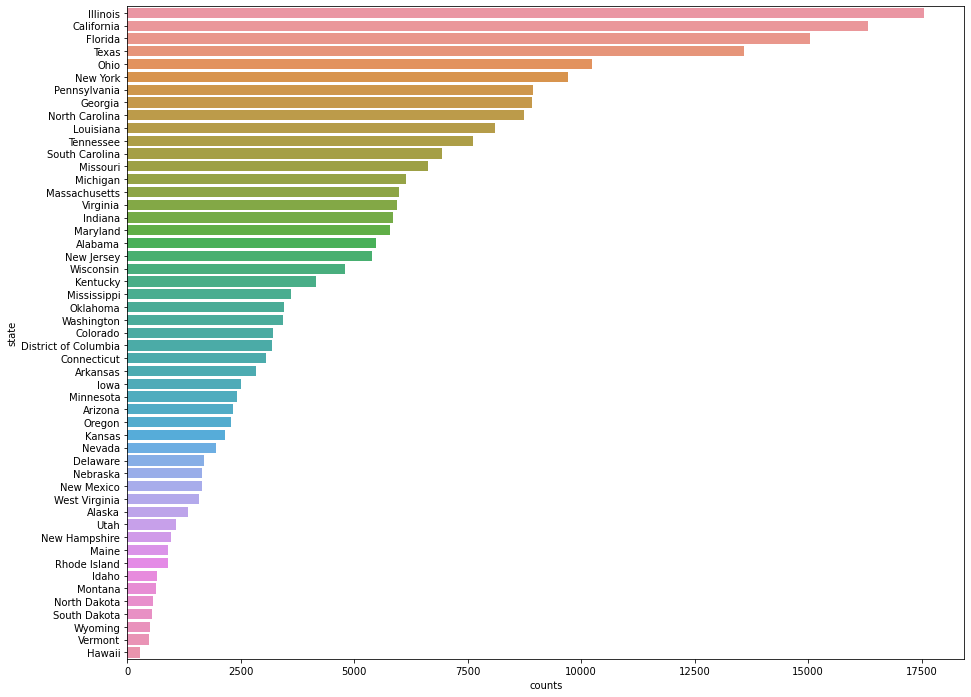 Illinois
California
Florida
Texas
Ohio
New York
Pennsylvania
Georgia
North Carolina
Louisiana
Tennessee
South Carolina
Missouri
Michigan
Massachusetts
Virginia
Indiana
Maryland
Alabama
New Jersey
Wisconsin
Kentucky
Mississippi
Oklahoma
Washington
Colorado
District of Columbia
Connecticut
Arkansas
Iowa
Minnesota
Arizona
Oregon
Kansas
Nevada
Delaware
Nebraska
New Mexico
West Virginia
Alaska
Utah
New Hampshire
Maine
Rhode Island
Idaho
Montana
North Dakota
South Dakota
Wyoming
Vermont
Hawaii
state
0 2500 5000 7500 10000 12500 15000 17500
counts